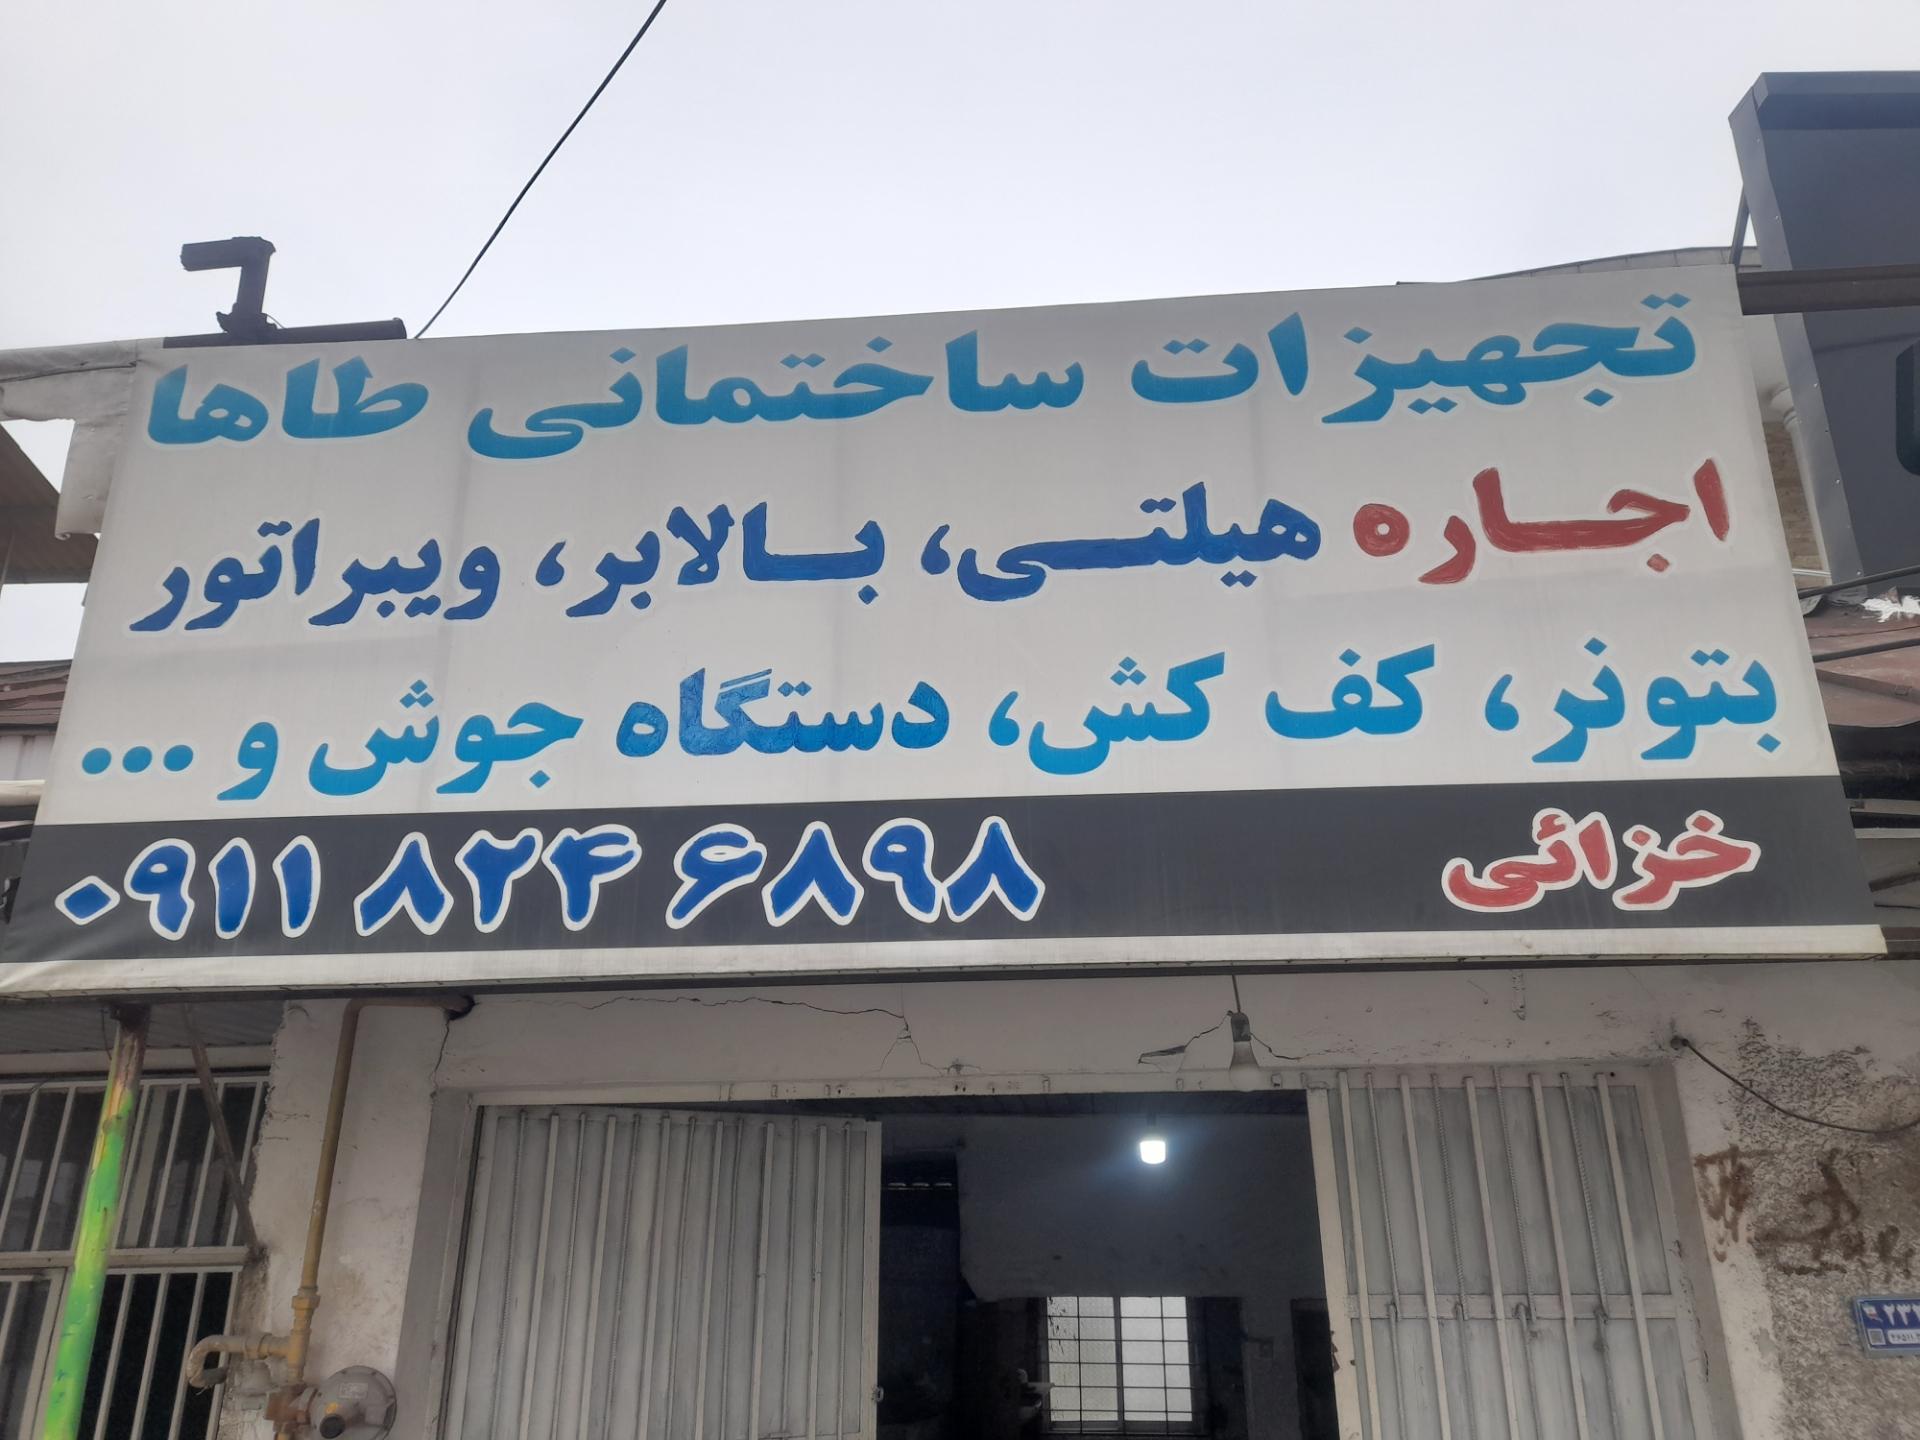 تجهیزات ساختمانی طاها
اجاره هیلتی، بالابر، ویبراتور
بتونر، کف کش، دستگاه جوش و ...
خزائی
۰۹۱۱ ۸۲۴ ۶۸۹۸